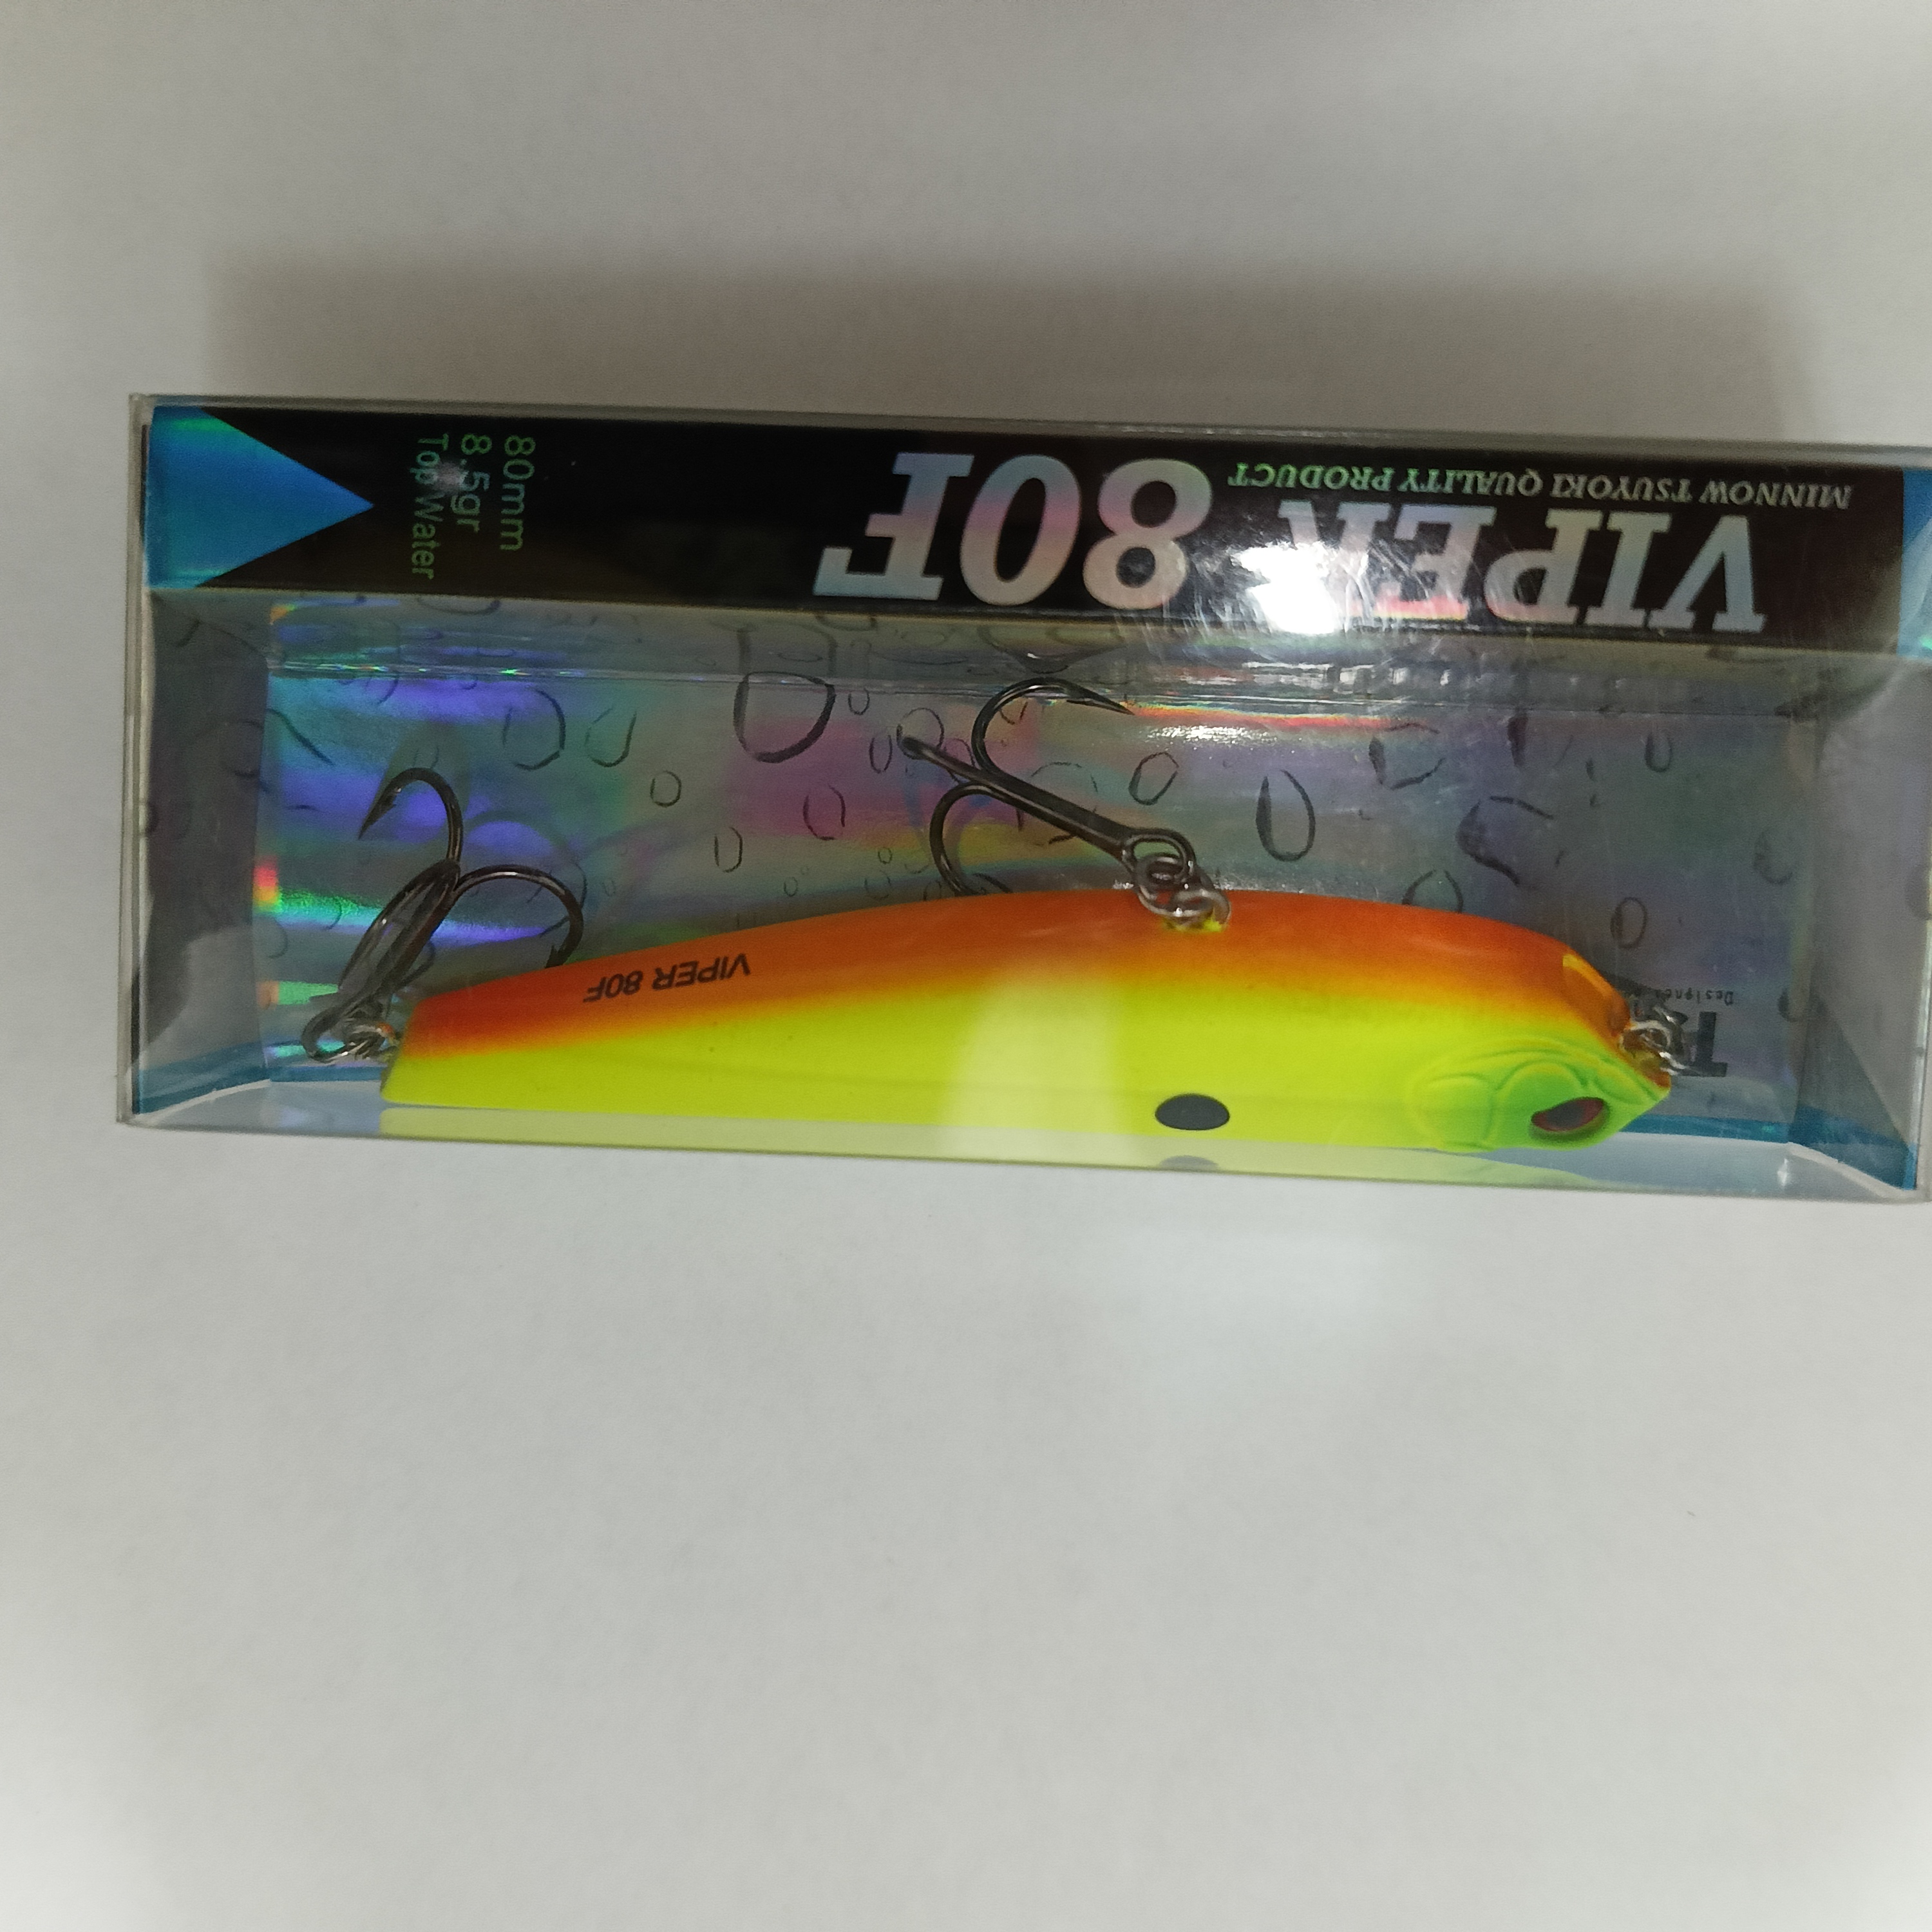 MINNOW TSUYOKI QUALITY PRODUCT
VIPER 80F
80mm
8.5gr
Top Water
VIPER 80F